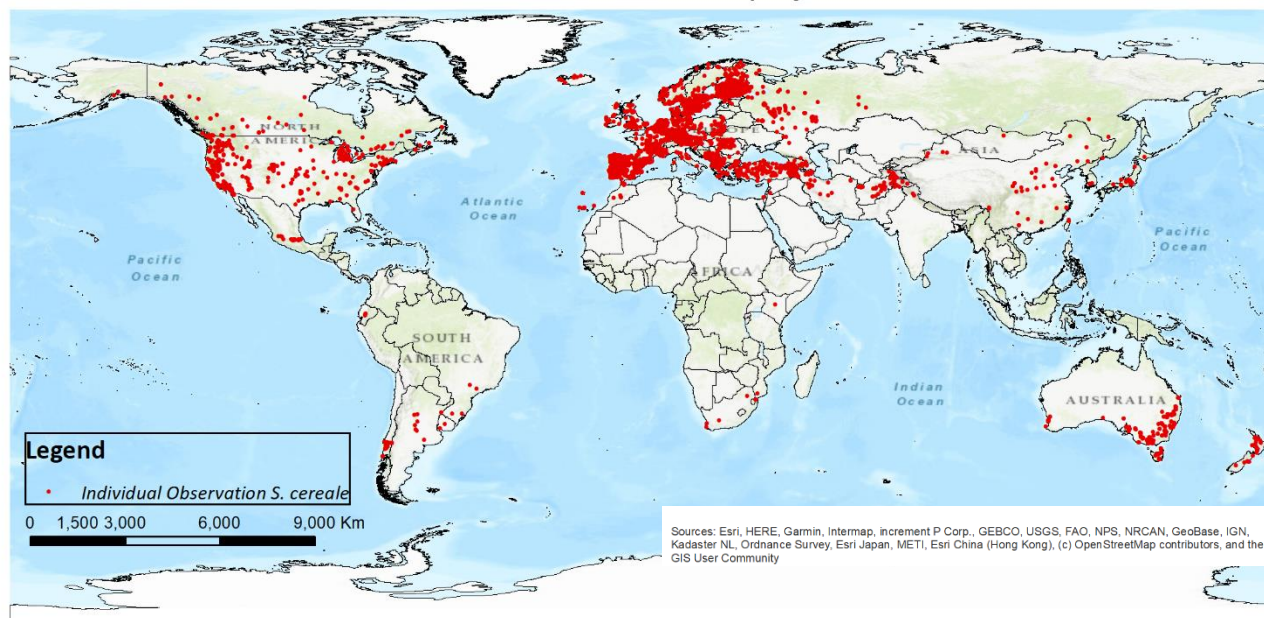 NORTH
AMERICA
EUROPE
ASIA
Atlantic
Ocean
Pacific
Ocean
Pacific
Ocean
AFRICA
SOUTH
AMERICA
Indian
Ocean
AUSTRALIA
Legend
Individual Observation S. cereale
0 1,500 3,000 6,000 9,000 Km
Sources: Esri, HERE, Garmin, Intermap, increment P Corp., GEBCO, USGS, FAO, NPS, NRCAN, GeoBase, IGN,
Kadaster NL, Ordnance Survey, Esri Japan, METI, Esri China (Hong Kong), (c) OpenStreetMap contributors, and the
GIS User Community